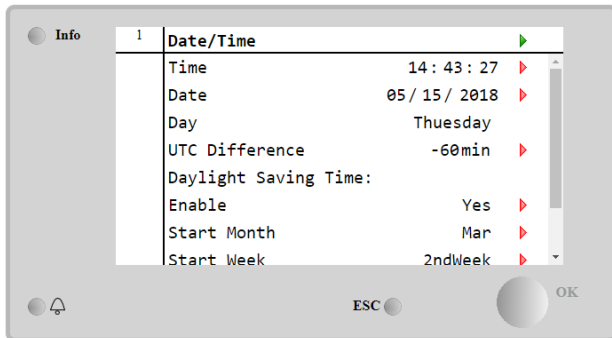 Info
1 Date/Time
Time 14:43:27
Date 05/15/2018
Day Thuesday
UTC Difference -60min
Daylight Saving Time:
Enable Yes
Start Month Mar
Start Week 2ndWeek
ESC
OK